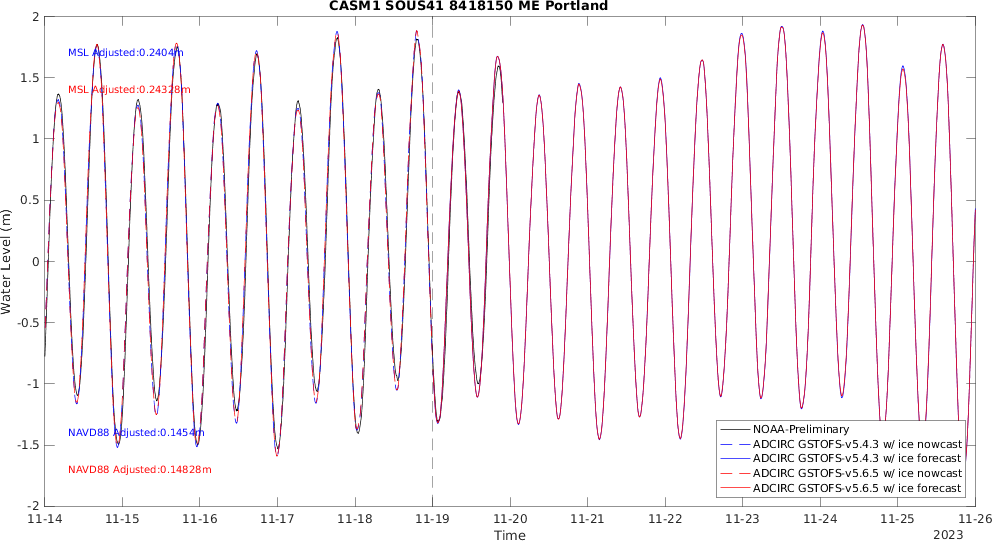 CASM1 SOUS41 8418150 ME Portland
2
1.5
1
0.5
0
-0.5
-1
-1.5
-2
Water Level (m)
MSL Adjusted:0.2404m
MSL Adjusted:0.24328m
NAVD88 Adjusted:0.1454m
NAVD88 Adjusted:0.14828m
NOAA-Preliminary
ADCIRC GSTOFS-v5.4.3 w/ ice nowcast
ADCIRC GSTOFS-v5.4.3 w/ ice forecast
ADCIRC GSTOFS-v5.6.5 w/ ice nowcast
ADCIRC GSTOFS-v5.6.5 w/ ice forecast
11-14 11-15 11-16 11-17 11-18 11-19 11-20 11-21 11-22 11-23 11-24 11-25 11-26
Time
2023